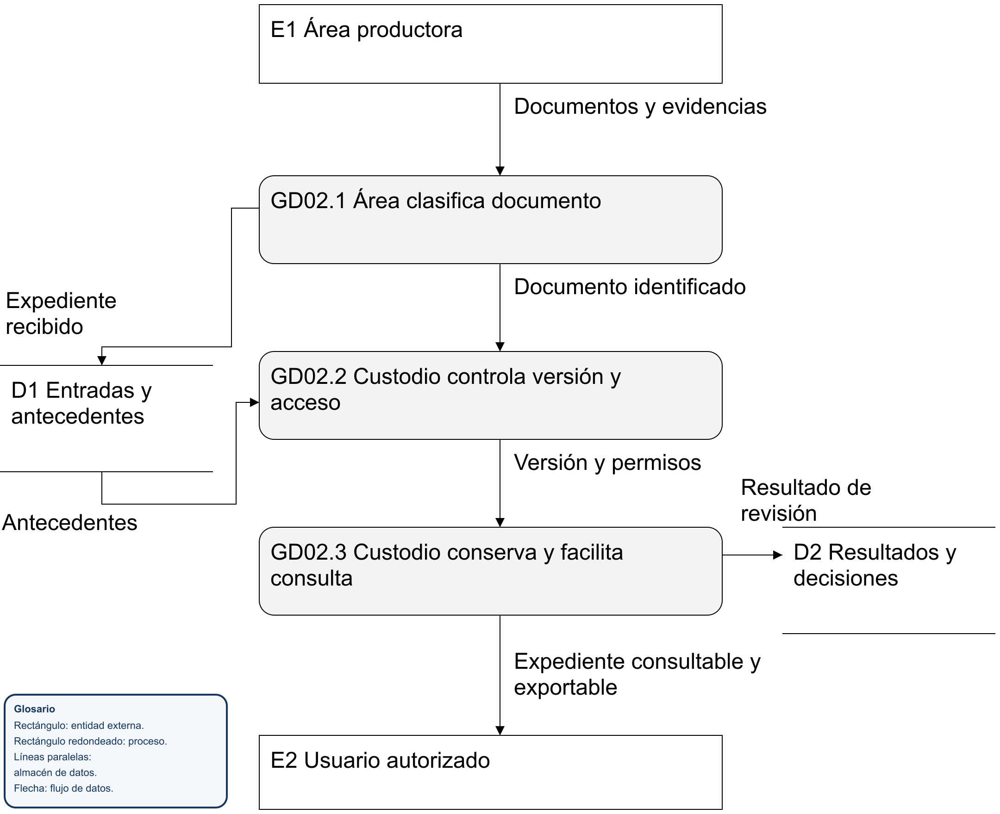 E1 Área productora
Documentos y evidencias
GD02.1 Área clasifica documento
Documento identificado
Expediente
recibido
D1 Entradas y
antecedentes
GD02.2 Custodio controla versión y
acceso
Versión y permisos
Antecedentes
Resultado de
revisión
GD02.3 Custodio conserva y facilita
consulta
D2 Resultados y
decisiones
Expediente consultable y
exportable
Glosario
Rectángulo: entidad externa.
Rectángulo redondeado: proceso.
Líneas paralelas:
almacén de datos.
Flecha: flujo de datos.
E2 Usuario autorizado